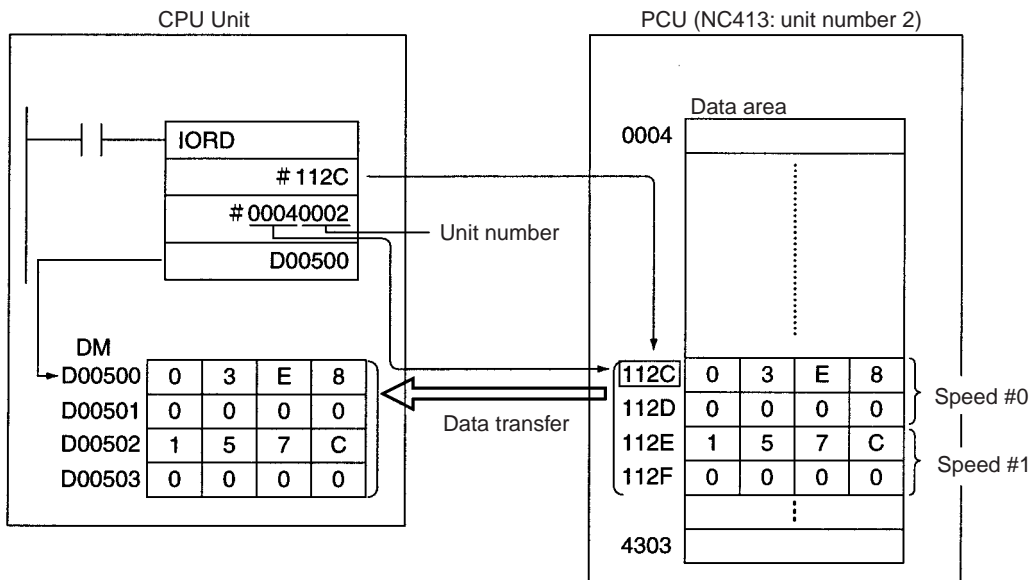 CPU Unit
PCU (NC413: unit number 2)
Data area
0004
IORD
# 112C
# 00040002
Unit number
D00500
DM
D00500 0 3 E 8
D00501 0 0 0 0
D00502 1 5 7 C
D00503 0 0 0 0
Data transfer
112C 0 3 E 8
112D 0 0 0 0
112E 1 5 7 C
112F 0 0 0 0
Speed #0
Speed #1
4303